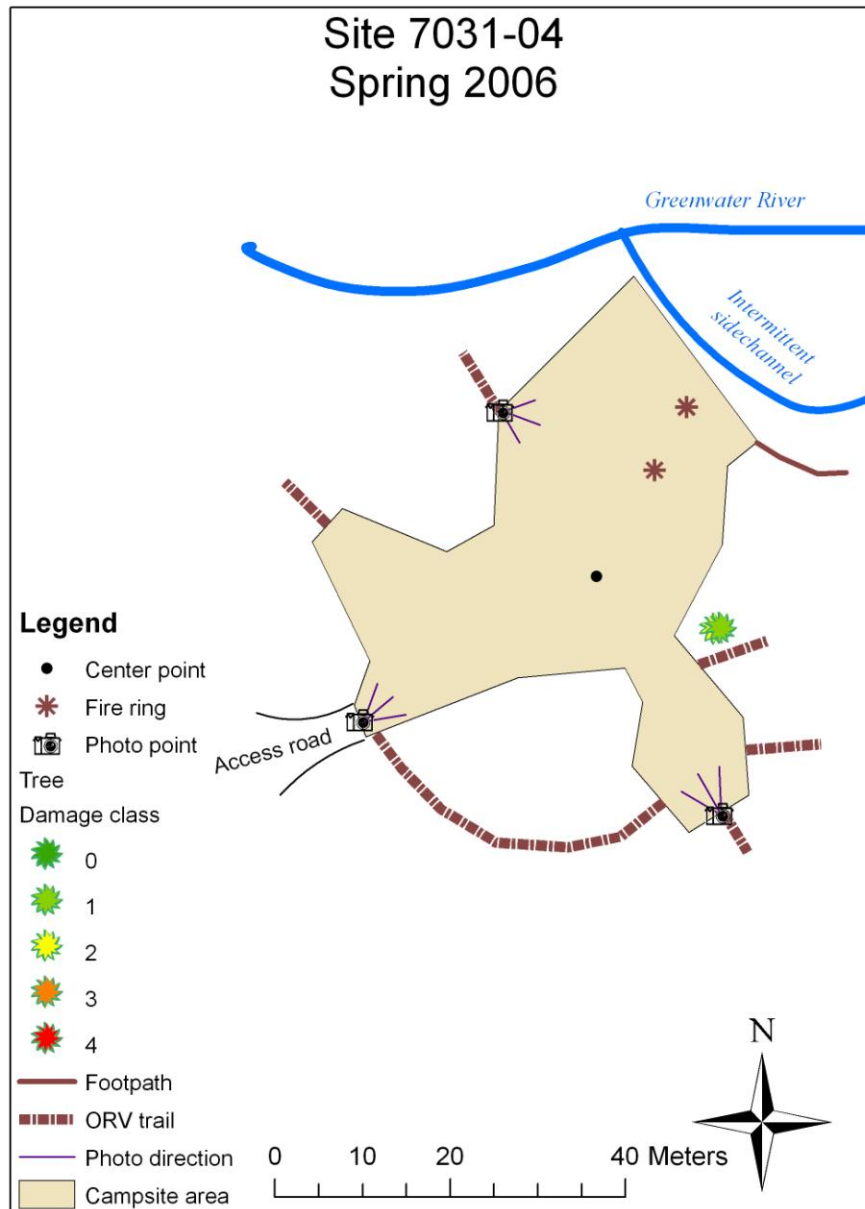 Site 7031-04
Spring 2006
Greenwater River
Intermittent
sidechannel
Access road
Legend
Center point
Fire ring
Photo point
Tree
Damage class
0
1
2
3
4
Footpath
ORV trail
Photo direction
Campsite area
0 10 20 40 Meters
N